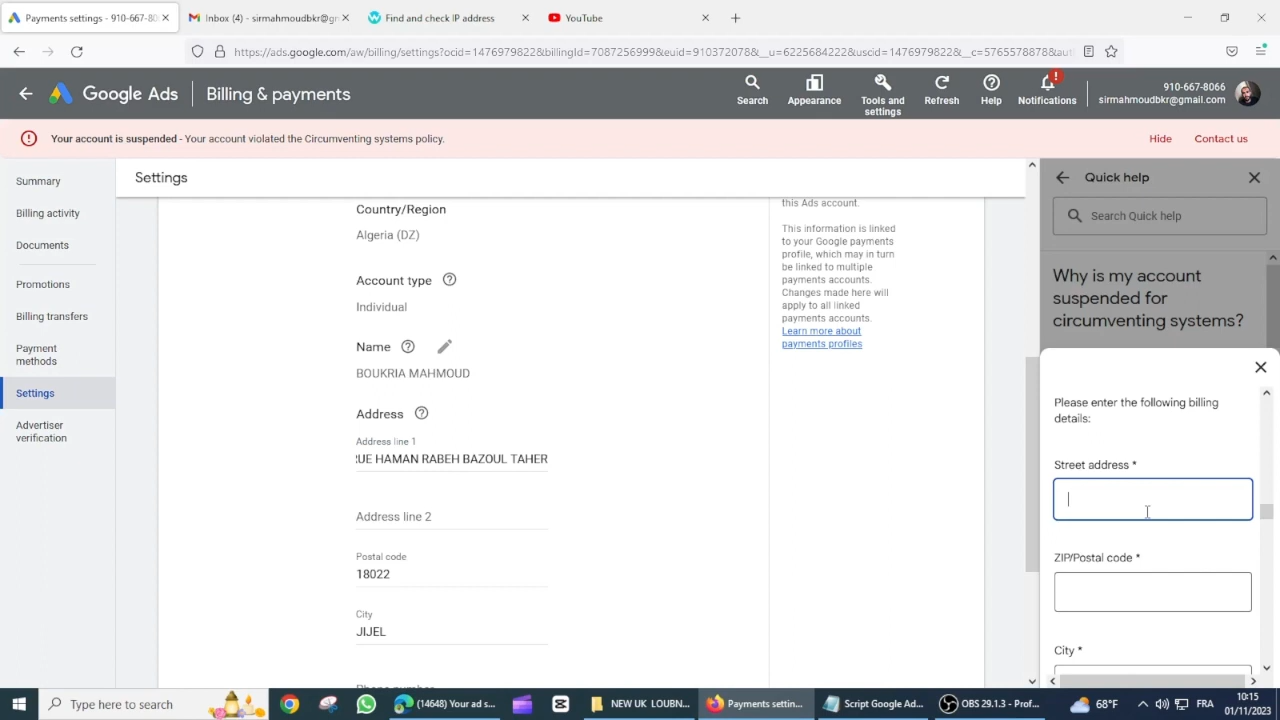 Payments settings - 910-667-80
Inbox (4) - sirmahmoudbkr@gm
Find and check IP address
YouTube
https://ads.google.com/aw/billing/settings?ocid=1476979822&billingId=7087256999&euid=910372078&__u=6225684222&uscid=1476979822&__c=5765578878&aut
Google Ads
Billing & payments
Search
Appearance
Tools and settings
Refresh
Help
Notifications
910-667-8066
sirmahmoudbkr@gmail.com
Your account is suspended - Your account violated the Circumventing systems policy.
Hide
Contact us
Summary
Billing activity
Documents
Promotions
Billing transfers
Payment
methods
Settings
Advertiser
verification
Settings
Country/Region
Algeria (DZ)
Account type
Individual
Name
BOUKRIA MAHMOUD
Address
Address line 1
RUE HAMAN RABEH BAZOUL TAHER
Address line 2
Postal code
18022
City
JIJEL
this Ads account.
This information is linked
to your Google payments
profile, which may in turn
be linked to multiple
payments accounts.
Changes made here will
apply to all linked
payments accounts.
Learn more about
payments profiles
Quick help
Search Quick help
Why is my account
suspended for
circumventing systems?
Please enter the following billing
details:
Street address *
ZIP/Postal code *
City *
Type here to search
(14648) Your ad s...
NEW UK LOUBN...
Payments settin...
Script Google Ad...
OBS 29.1.3 - Prof...
68°F
FRA
10:15
01/11/2023